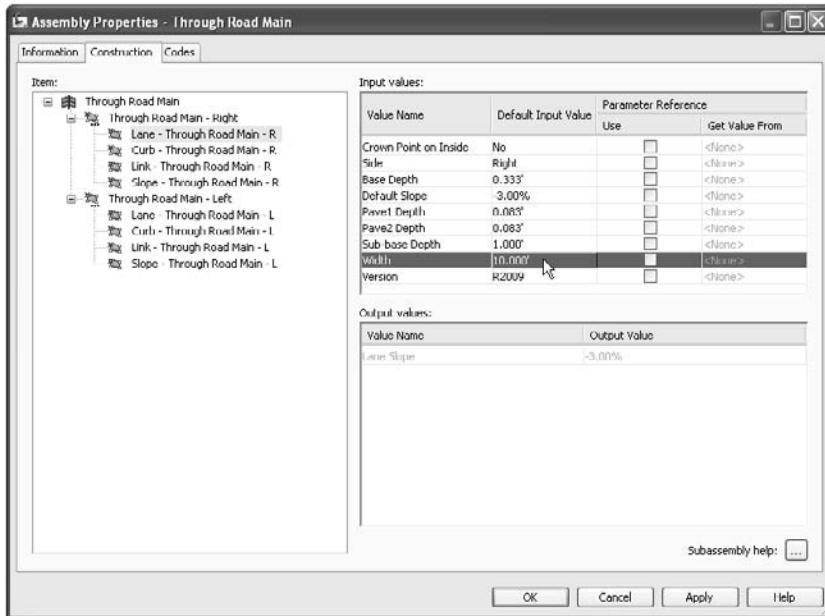 Assembly Properties - Through Road Main
Information Construction Codes
Item:
Through Road Main
Through Road Main - Right
Lane - Through Road Main - R
Curb - Through Road Main - R
Link - Through Road Main - R
Slope - Through Road Main - R
Through Road Main - Left
Lane - Through Road Main - L
Curb - Through Road Main - L
Link - Through Road Main - L
Slope - Through Road Main - L
Input values:
Value Name Default Input Value Parameter Reference
Use Get Value From
Crown Point on Inside No <None>
Side Right <None>
Base Depth 0.333' <None>
Default Slope -3.00% <None>
Pave1 Depth 0.083' <None>
Pave2 Depth 0.083' <None>
Sub-base Depth 1.000' <None>
Width 10.000' <None>
Version R2009 <None>
Output values:
Value Name Output Value
Lane Slope -3.00%
Subassembly help: ...
OK Cancel Apply Help